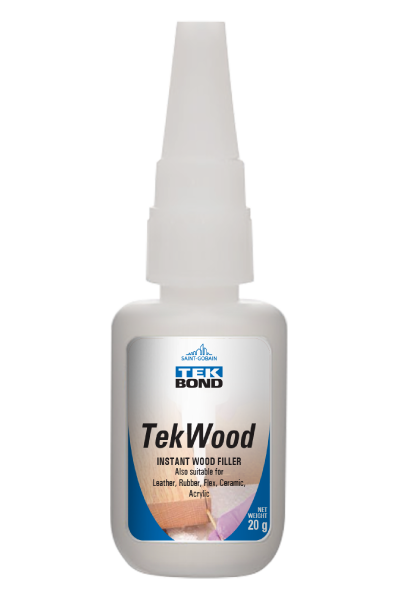 SAINT-GOBAIN
TEK
BOND
TekWood
INSTANT WOOD FILLER
Also suitable for
Leather, Rubber, Flex, Ceramic,
Acrylic
NET
WEIGHT
20 g